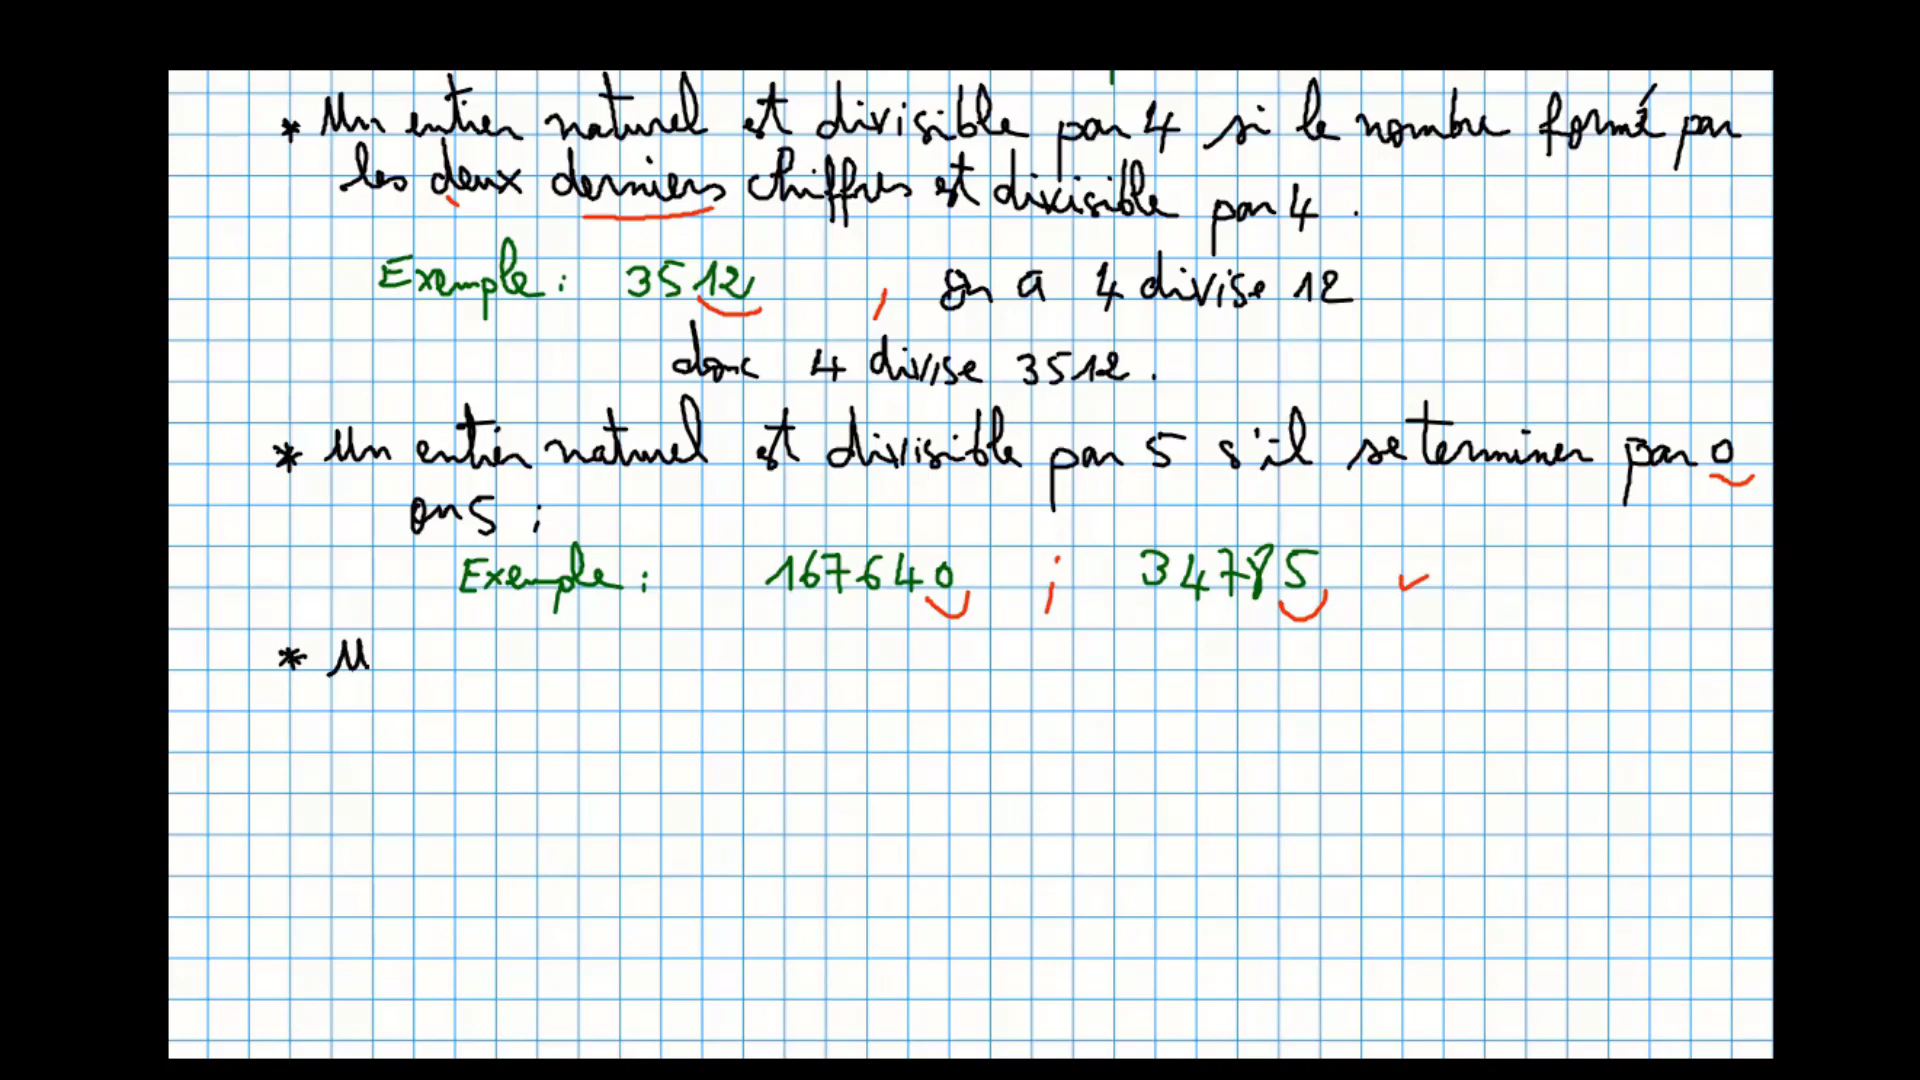 * Un entier naturel est divisible par 4 si le nombre formé par
les deux derniers chiffres est divisible par 4 .
Exemple : 3512 , on a 4 divise 12
donc 4 divise 3512 .
* Un entier naturel est divisible par 5 s'il se terminer par 0
ou 5 ;
Exemple : 167640 ; 34785
* U